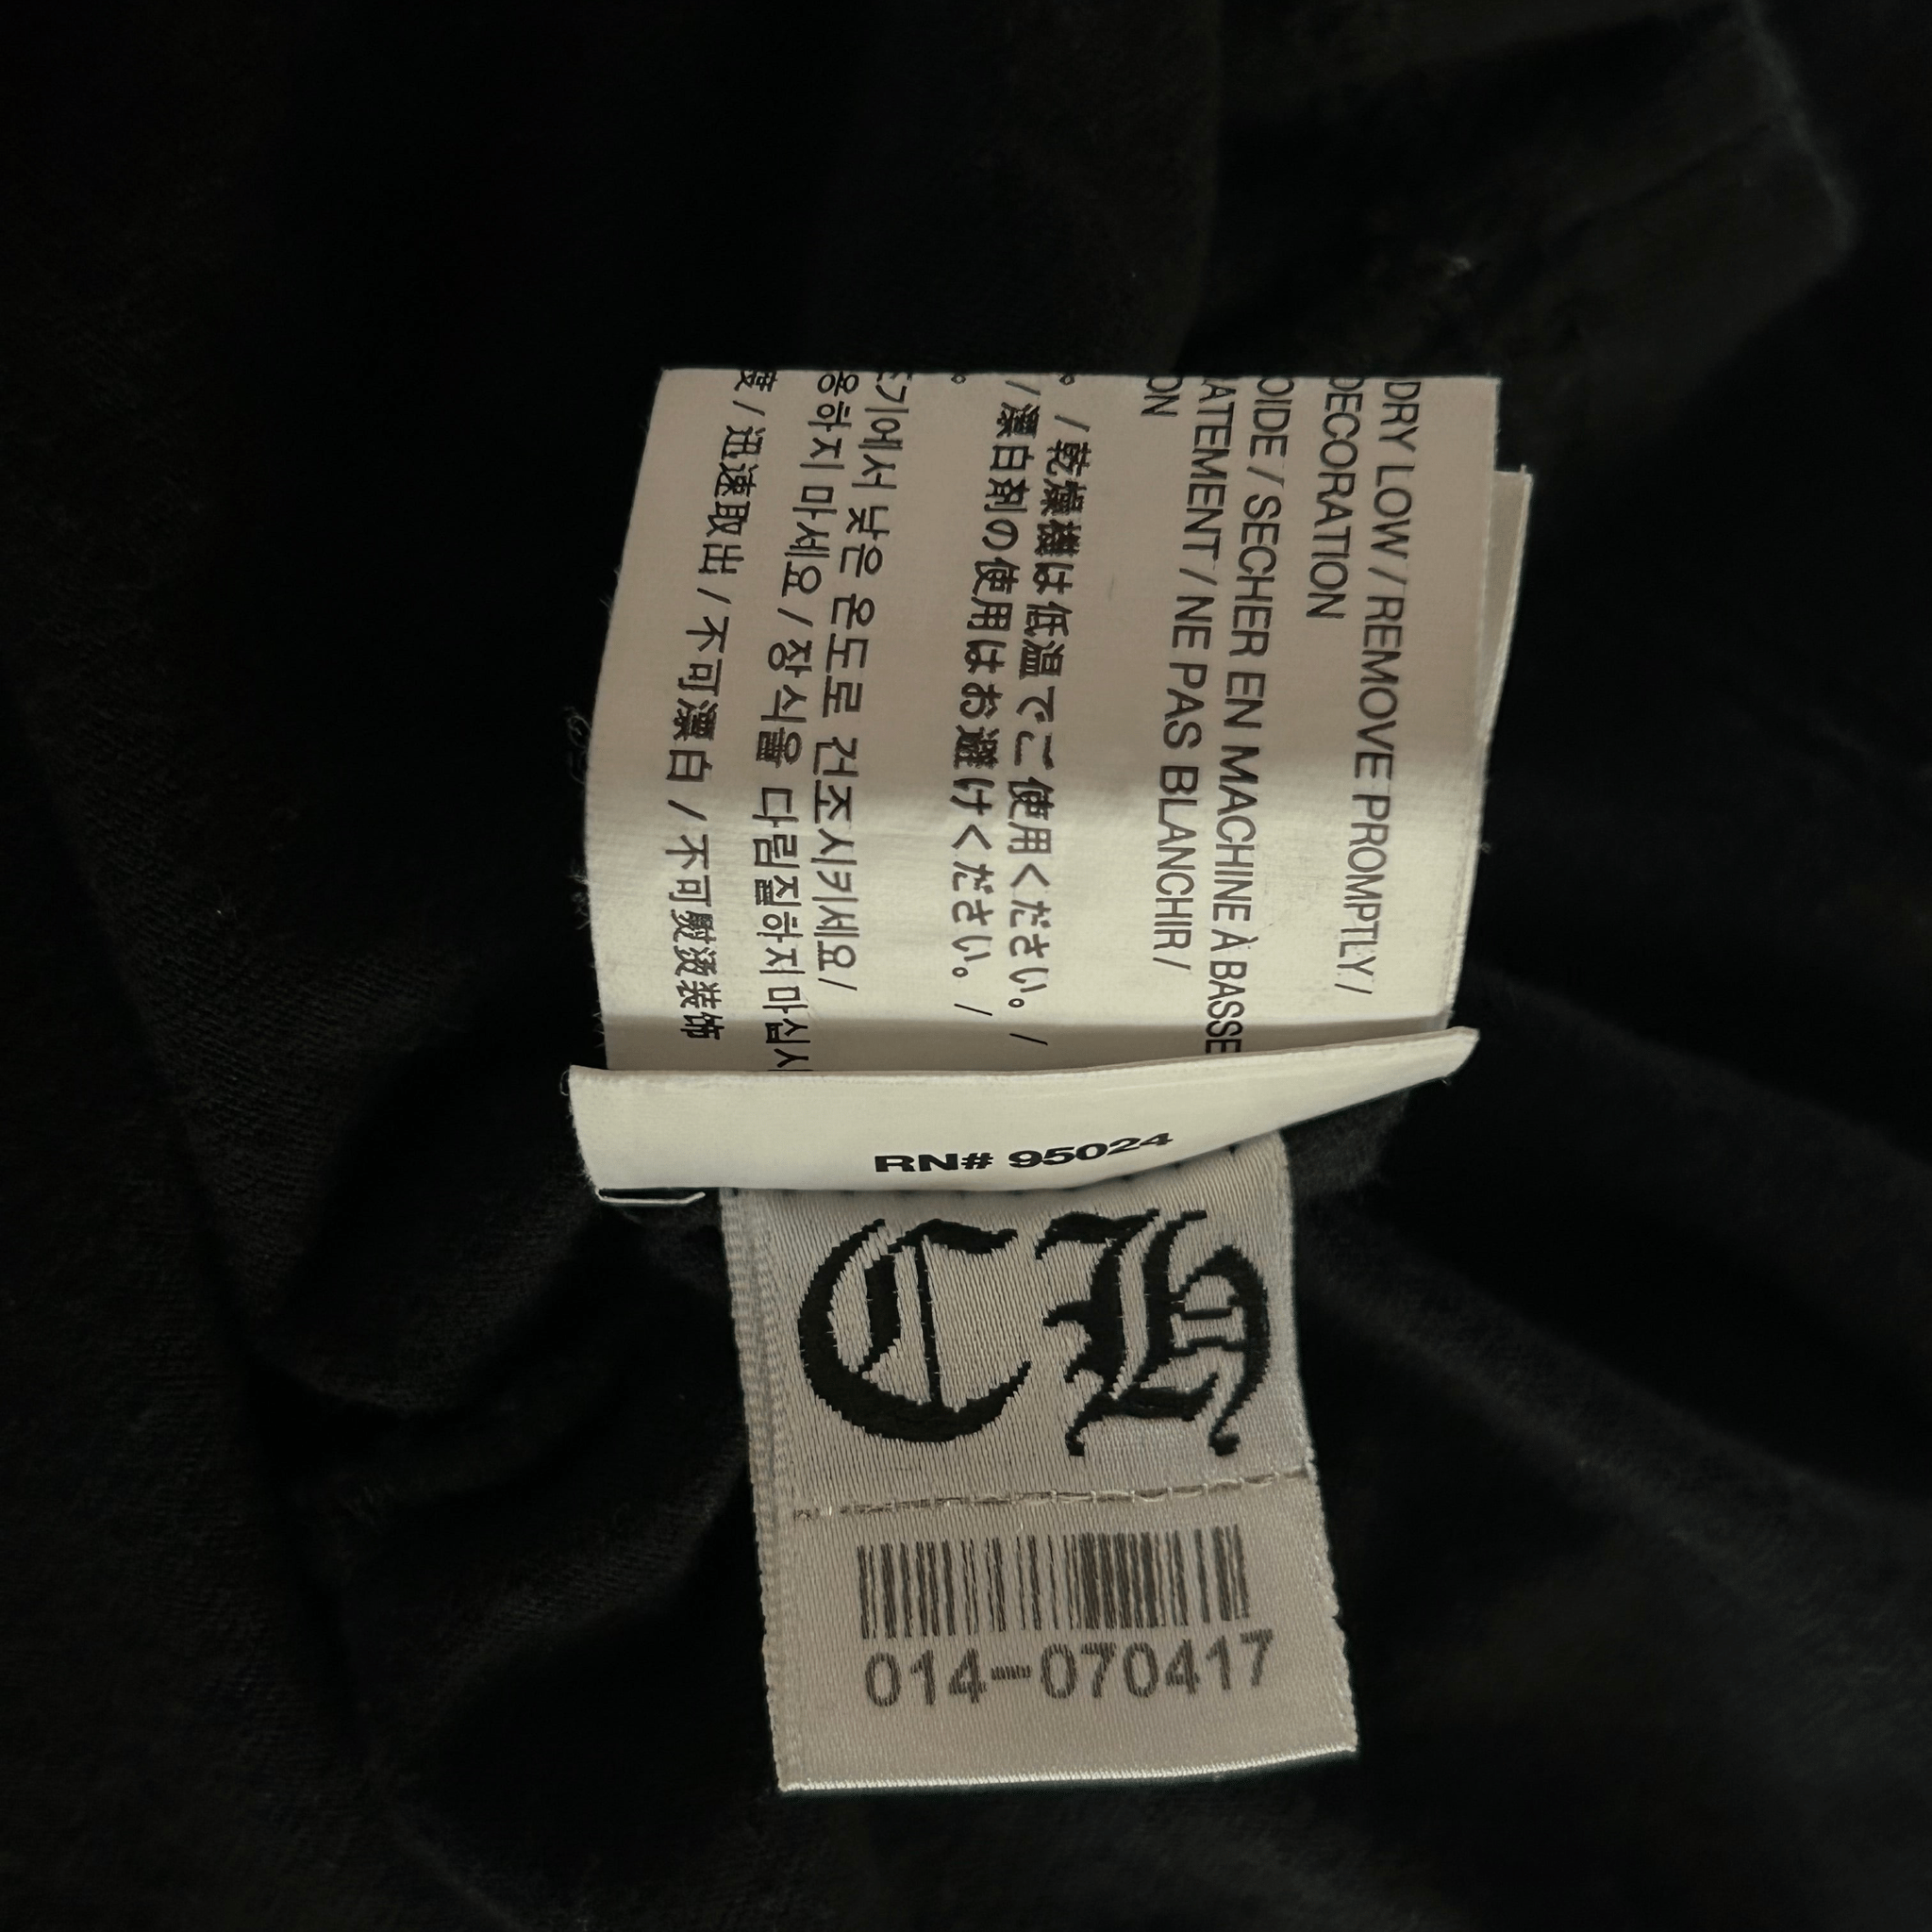 DRY LOW / REMOVE PROMPTLY /
DECORATION
OIDE / SECHER EN MACHINE À BASSE
ATEMENT / NE PAS BLANCHIR /
ON
。 / 乾燥機は低温でご使用ください。 /
/ 漂白剤の使用はお避けください。 /
。
기에서 낮은 온도로 건조시키세요 /
용하지 마세요 / 장식을 다림질하지 마십시
度 / 迅速取出 / 不可漂白 / 不可熨烫装饰
RN# 95024
CH
014-070417